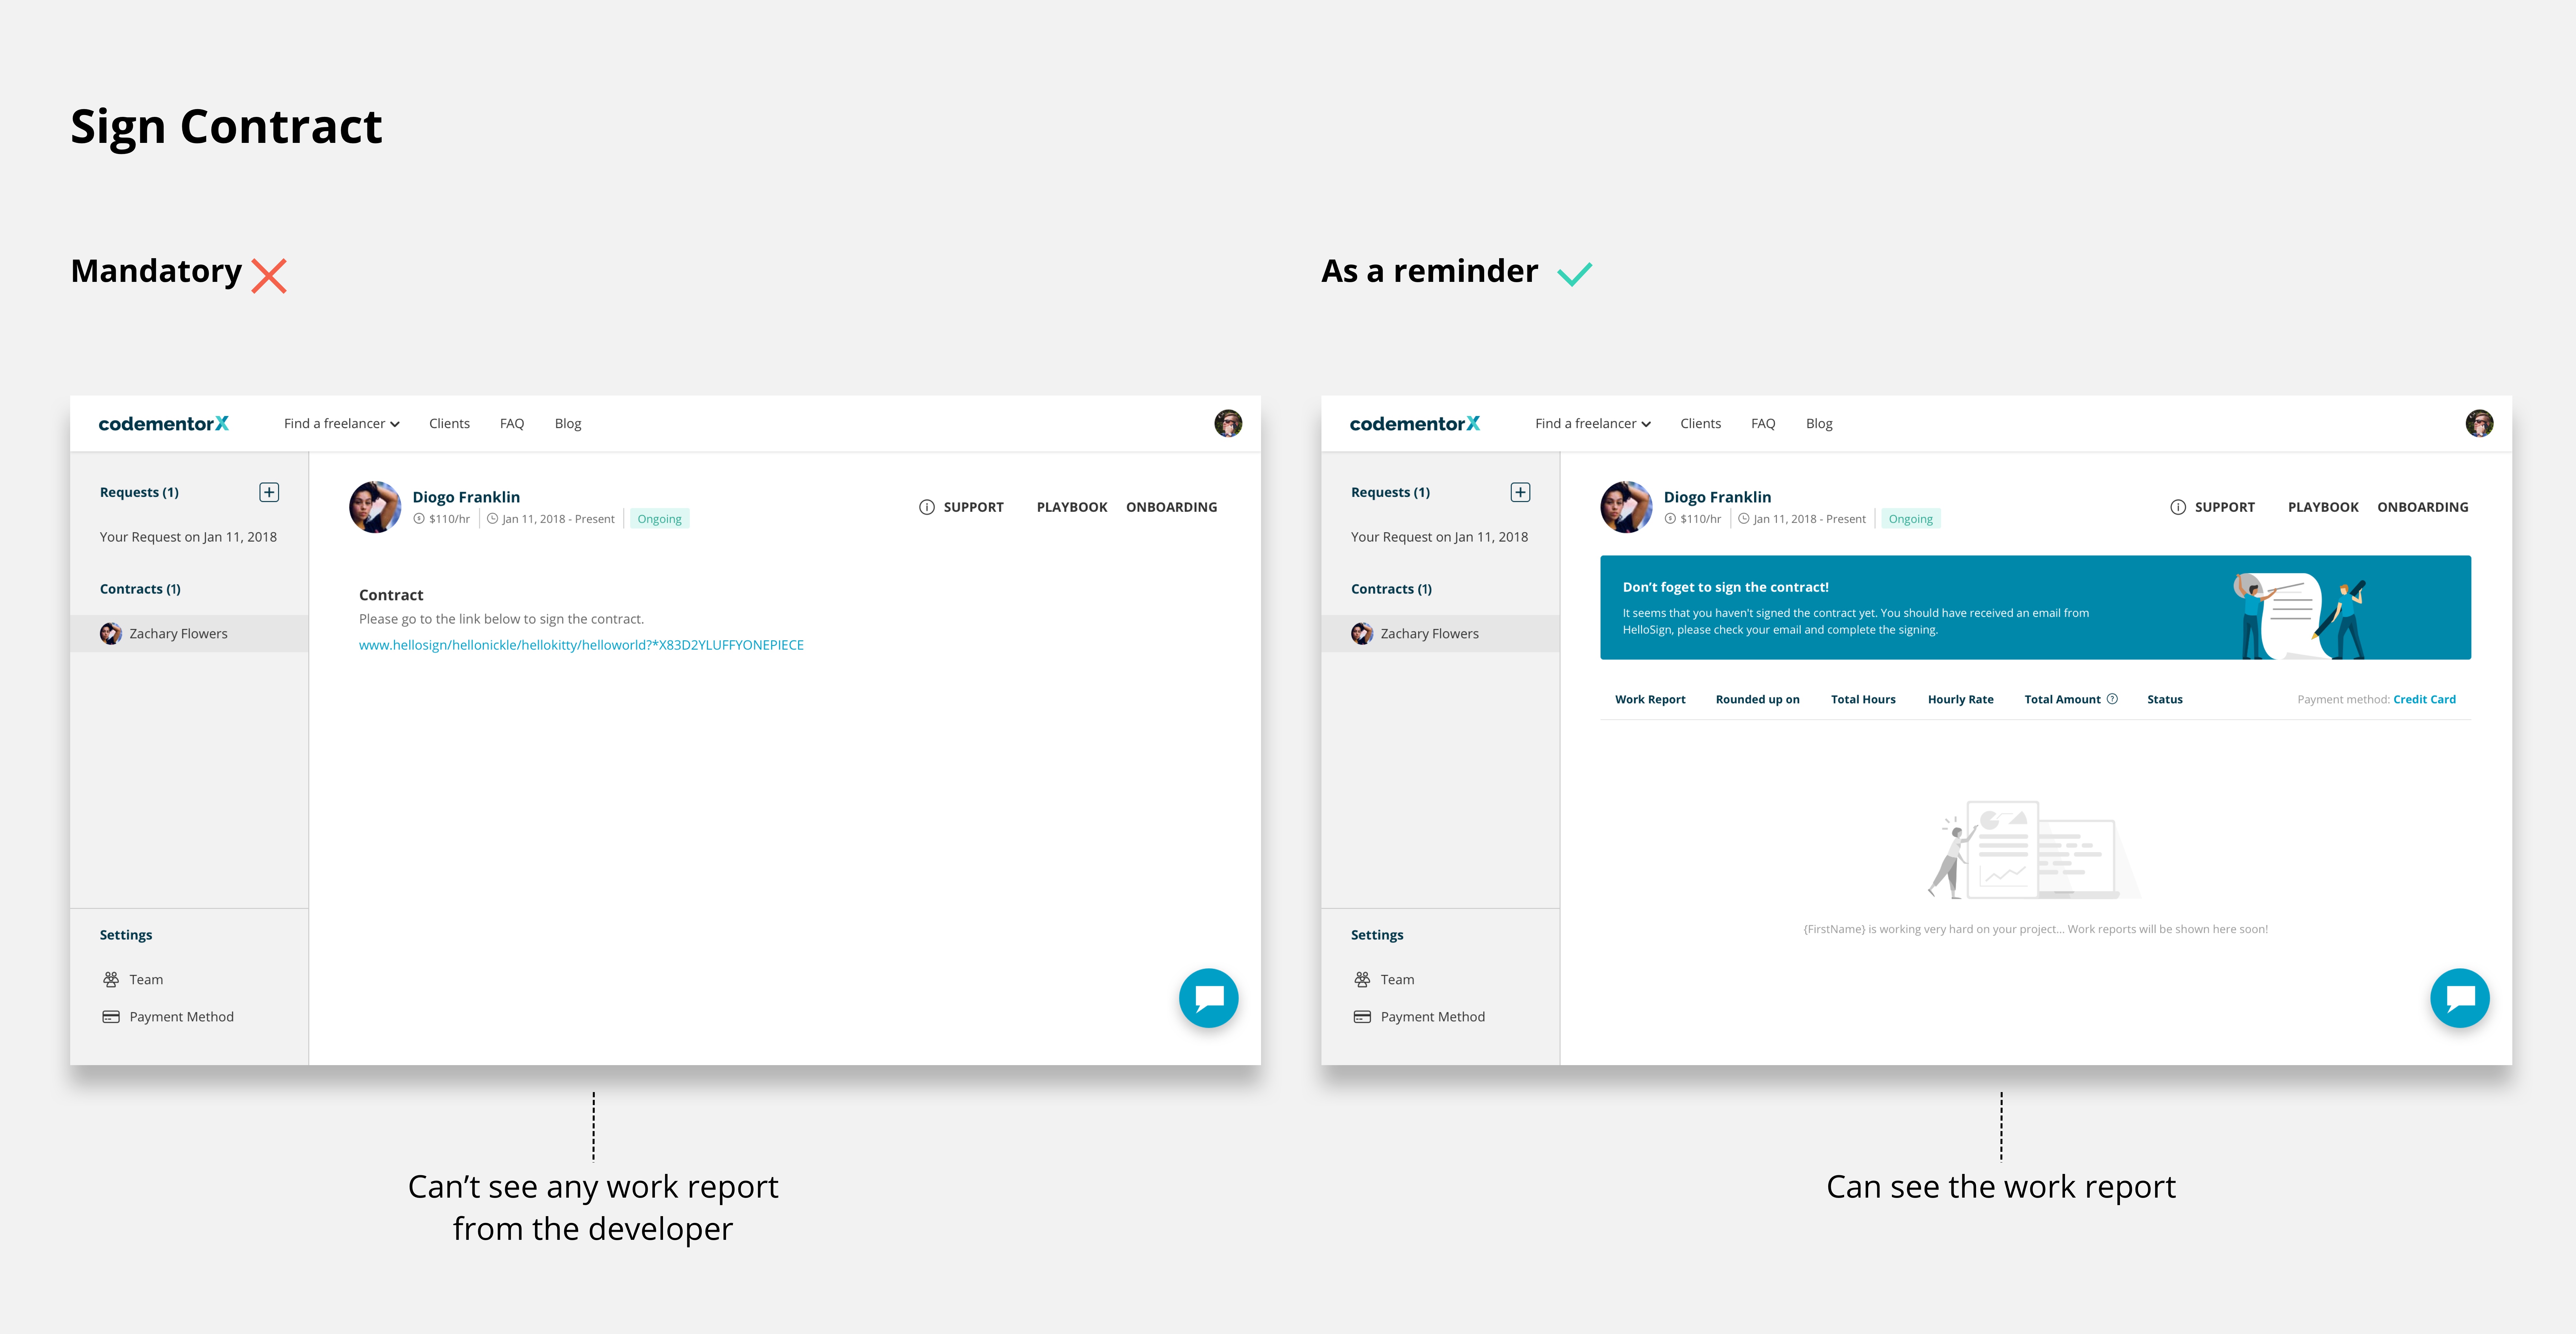 Sign Contract
Mandatory
codementorX
Find a freelancer
Clients
FAQ
Blog
Requests (1)
Your Request on Jan 11, 2018
Contracts (1)
Zachary Flowers
Settings
Team
Payment Method
Diogo Franklin
$110/hr
Jan 11, 2018 - Present
Ongoing
SUPPORT
PLAYBOOK
ONBOARDING
Contract
Please go to the link below to sign the contract.
www.hellosign/hellonickle/hellokitty/helloworld?*X83D2YLUFFYONEPIECE
Can’t see any work report
from the developer
As a reminder
codementorX
Find a freelancer
Clients
FAQ
Blog
Requests (1)
Your Request on Jan 11, 2018
Contracts (1)
Zachary Flowers
Settings
Team
Payment Method
Diogo Franklin
$110/hr
Jan 11, 2018 - Present
Ongoing
SUPPORT
PLAYBOOK
ONBOARDING
Don’t foget to sign the contract!
It seems that you haven't signed the contract yet. You should have received an email from
HelloSign, please check your email and complete the signing.
Work Report
Rounded up on
Total Hours
Hourly Rate
Total Amount
Status
Payment method: Credit Card
{FirstName} is working very hard on your project... Work reports will be shown here soon!
Can see the work report